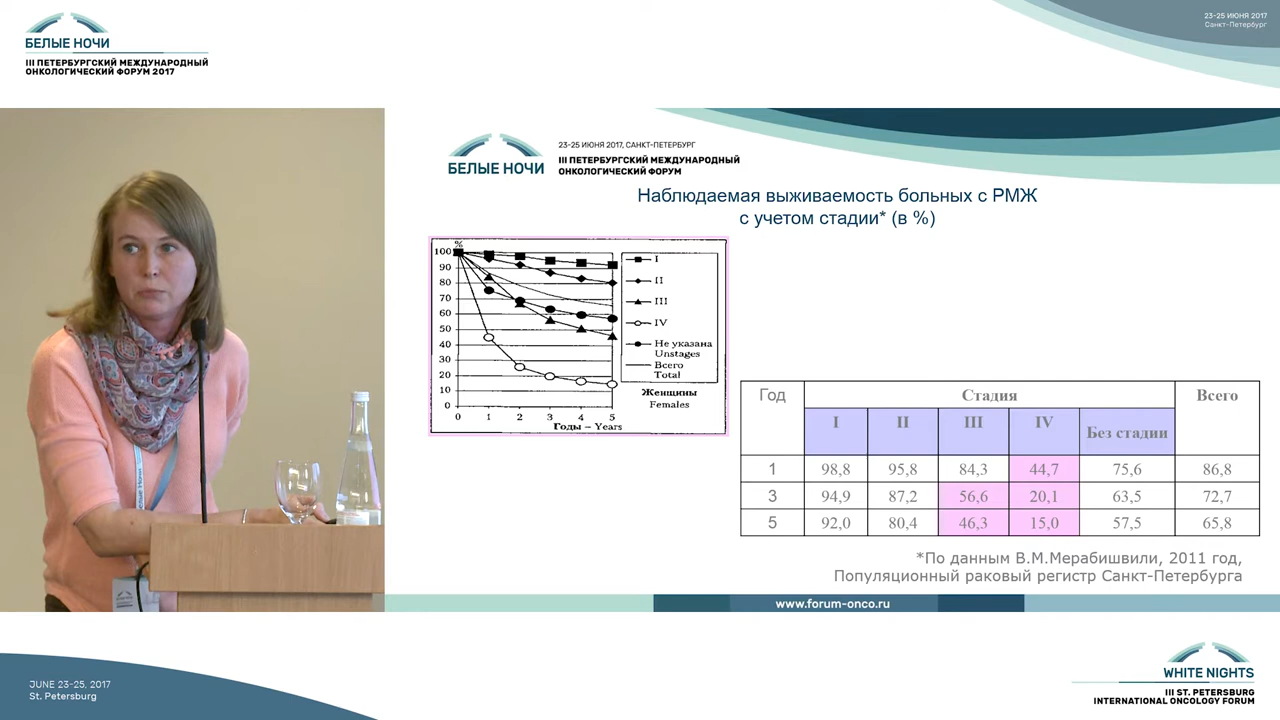 БЕЛЫЕ НОЧИ
III ПЕТЕРБУРГСКИЙ МЕЖДУНАРОДНЫЙ
ОНКОЛОГИЧЕСКИЙ ФОРУМ 2017
23-25 ИЮНЯ 2017
Санкт-Петербург
БЕЛЫЕ НОЧИ
23-25 ИЮНЯ 2017, САНКТ-ПЕТЕРБУРГ
III ПЕТЕРБУРГСКИЙ МЕЖДУНАРОДНЫЙ
ОНКОЛОГИЧЕСКИЙ ФОРУМ
Наблюдаемая выживаемость больных с РМЖ
с учетом стадии* (в %)
%
100
90
80
70
60
50
40
30
20
10
0
0 1 2 3 4 5
Годы – Years
I
II
III
IV
Не указана
Unstages
Всего
Total
Женщины
Females
Год Стадия Всего
I II III IV Без стадии
1 98,8 95,8 84,3 44,7 75,6 86,8
3 94,9 87,2 56,6 20,1 63,5 72,7
5 92,0 80,4 46,3 15,0 57,5 65,8
*По данным В.М.Мерабишвили, 2011 год,
Популяционный раковый регистр Санкт-Петербурга
www.forum-onco.ru
JUNE 23-25, 2017
St. Petersburg
WHITE NIGHTS
III ST. PETERSBURG
INTERNATIONAL ONCOLOGY FORUM